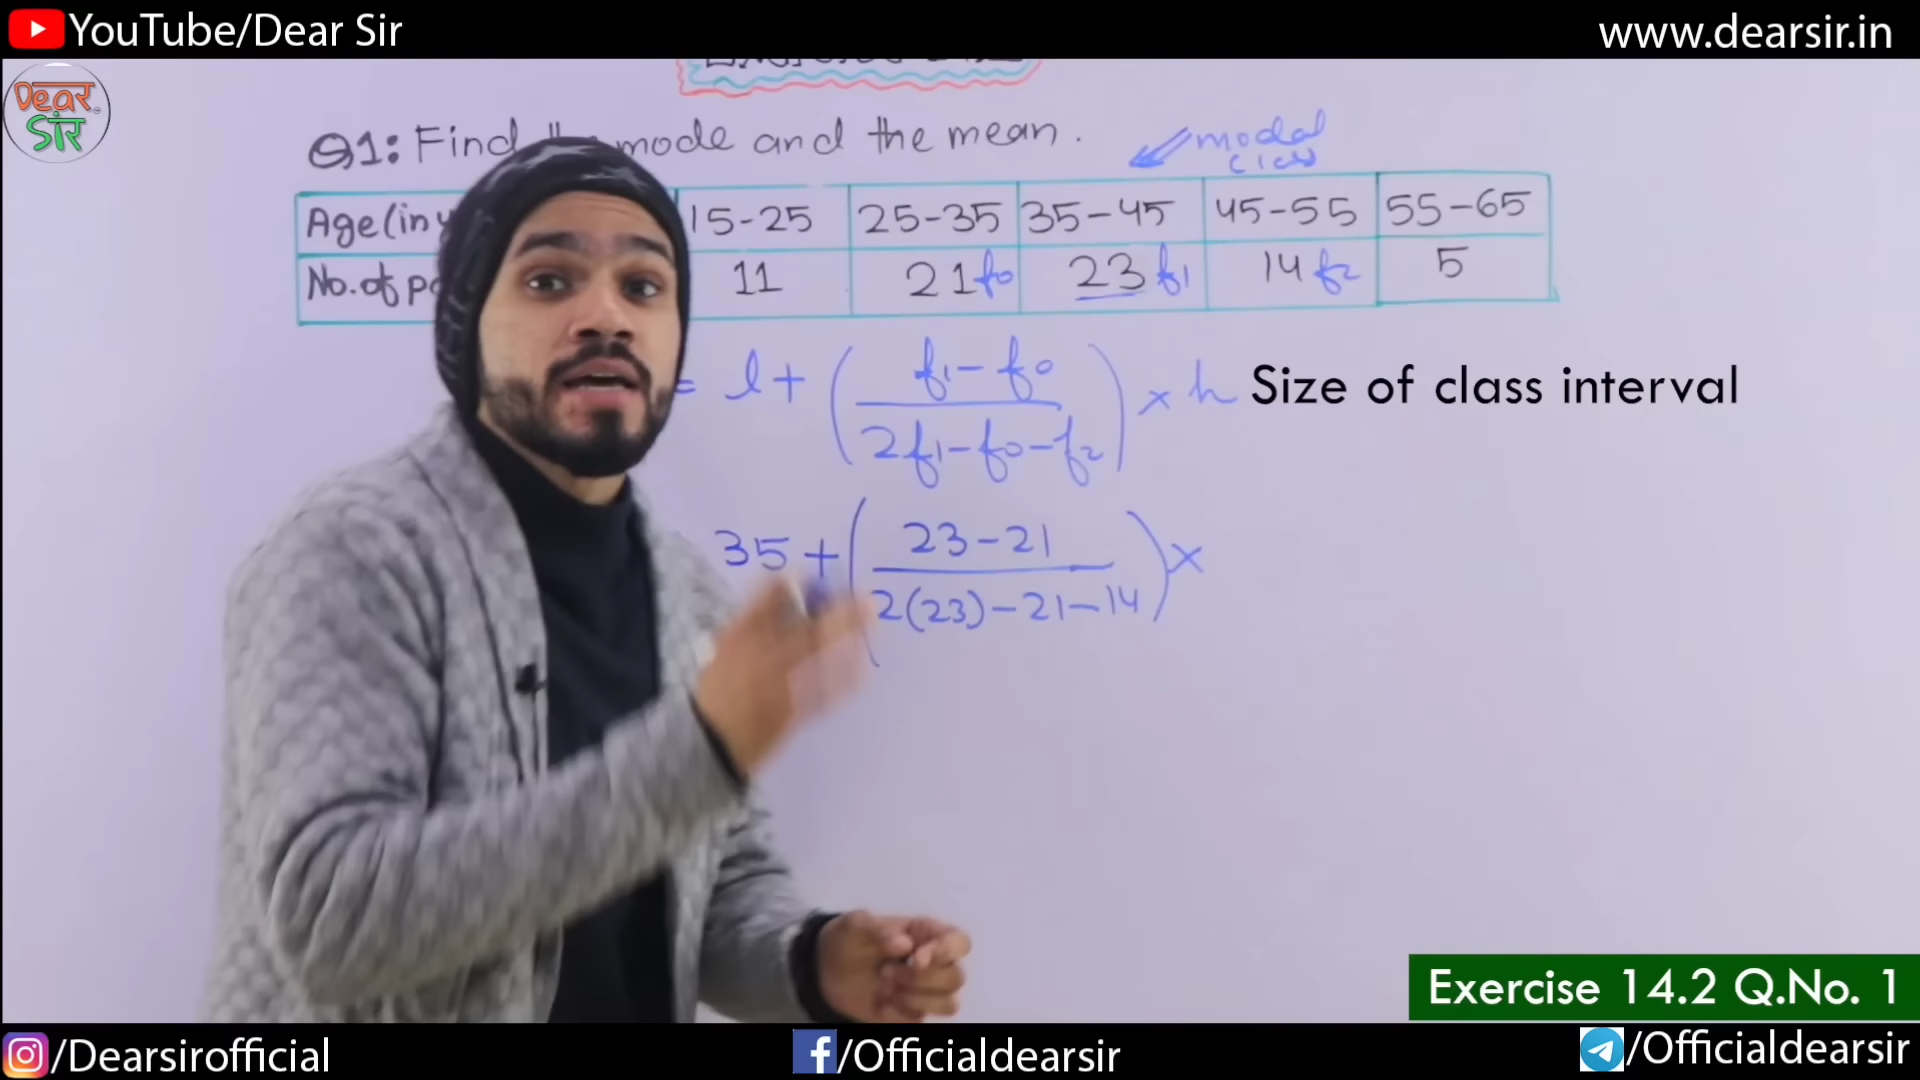 YouTube/Dear Sir
www.dearsir.in
Dear सर
Q1: Find mode and the mean.
modal class
Age (in 15-25 25-35 35-45 45-55 55-65
No. of 11 21 f0 23 f1 14 f2 5
= l + ( f1 - f0 / 2f1 - f0 - f2 ) × h Size of class interval
35 + ( 23 - 21 / 2(23) - 21 - 14 ) ×
Exercise 14.2 Q.No. 1
/Dearsirofficial
/Officialdearsir
/Officialdearsir